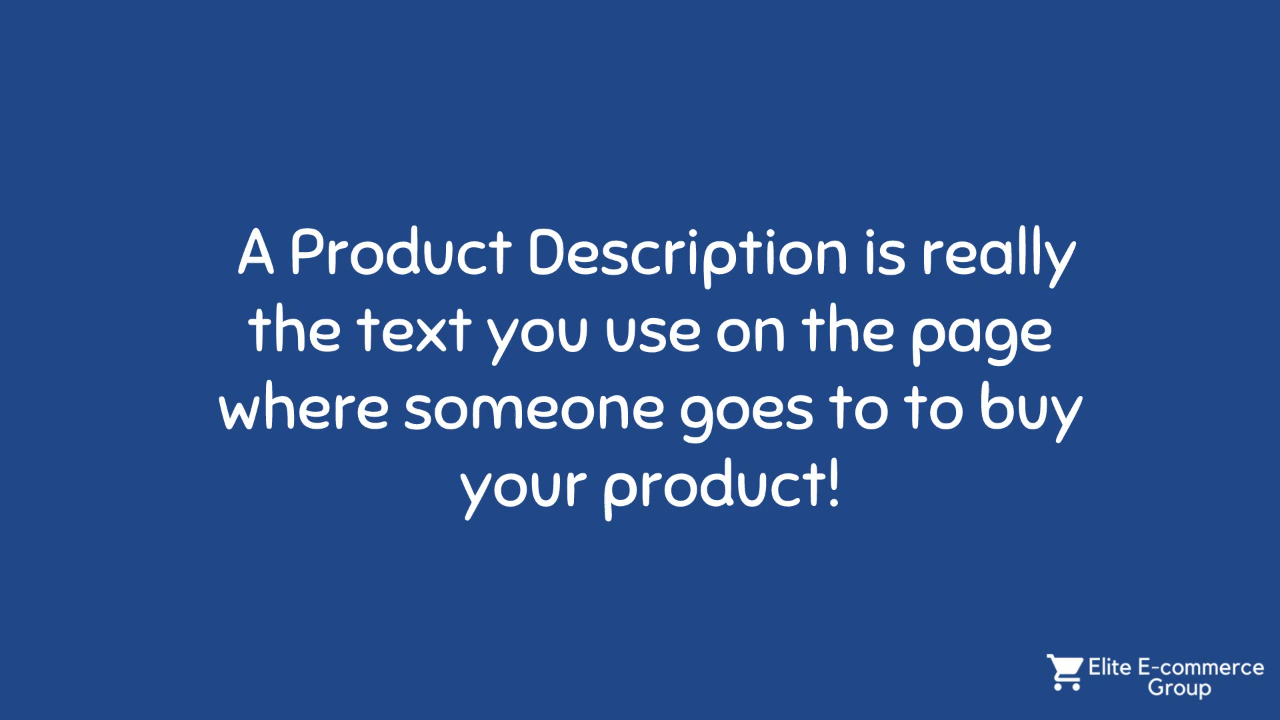 A Product Description is really
the text you use on the page
where someone goes to to buy
your product!
Elite E-commerce
Group